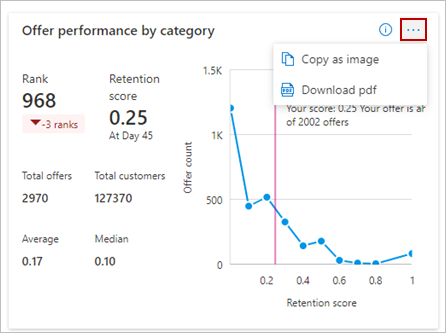 Offer performance by category
Copy as image
Download pdf
Rank
968
-3 ranks
Retention
score
0.25
At Day 45
Total offers
2970
Total customers
127370
Average
0.17
Median
0.10
Your score: 0.25 Your offer is
of 2002 offers
Offer count
1.5K
1,000
500
0
0.2 0.4 0.6 0.8 1
Retention score